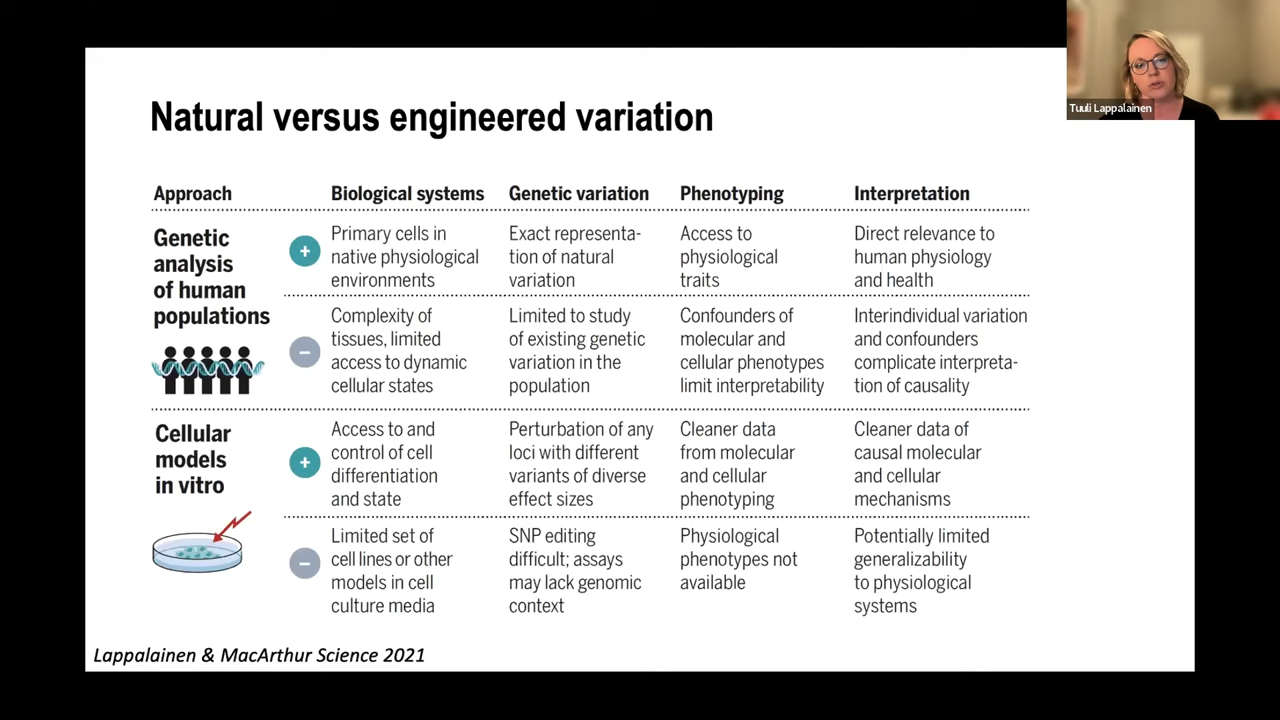 Tuuli Lappalainen
Natural versus engineered variation
Approach
Biological systems
Genetic variation
Phenotyping
Interpretation
Genetic
analysis
of human
populations
+
Primary cells in
native physiological
environments
Exact representa-
tion of natural
variation
Access to
physiological
traits
Direct relevance to
human physiology
and health
–
Complexity of
tissues, limited
access to dynamic
cellular states
Limited to study
of existing genetic
variation in the
population
Confounders of
molecular and
cellular phenotypes
limit interpretability
Interindividual variation
and confounders
complicate interpreta-
tion of causality
Cellular
models
in vitro
+
Access to and
control of cell
differentiation
and state
Perturbation of any
loci with different
variants of diverse
effect sizes
Cleaner data
from molecular
and cellular
phenotyping
Cleaner data of
causal molecular
and cellular
mechanisms
–
Limited set of
cell lines or other
models in cell
culture media
SNP editing
difficult; assays
may lack genomic
context
Physiological
phenotypes not
available
Potentially limited
generalizability
to physiological
systems
Lappalainen & MacArthur Science 2021